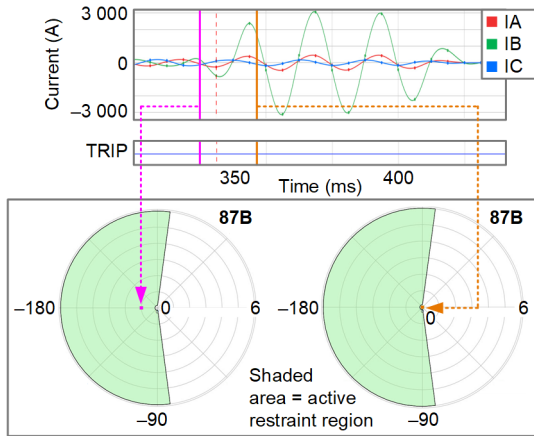 3 000
0
–3 000
Current (A)
IA
IB
IC
TRIP
350
400
Time (ms)
87B
87B
–180
0
6
–180
0
6
–90
–90
Shaded
area = active
restraint region